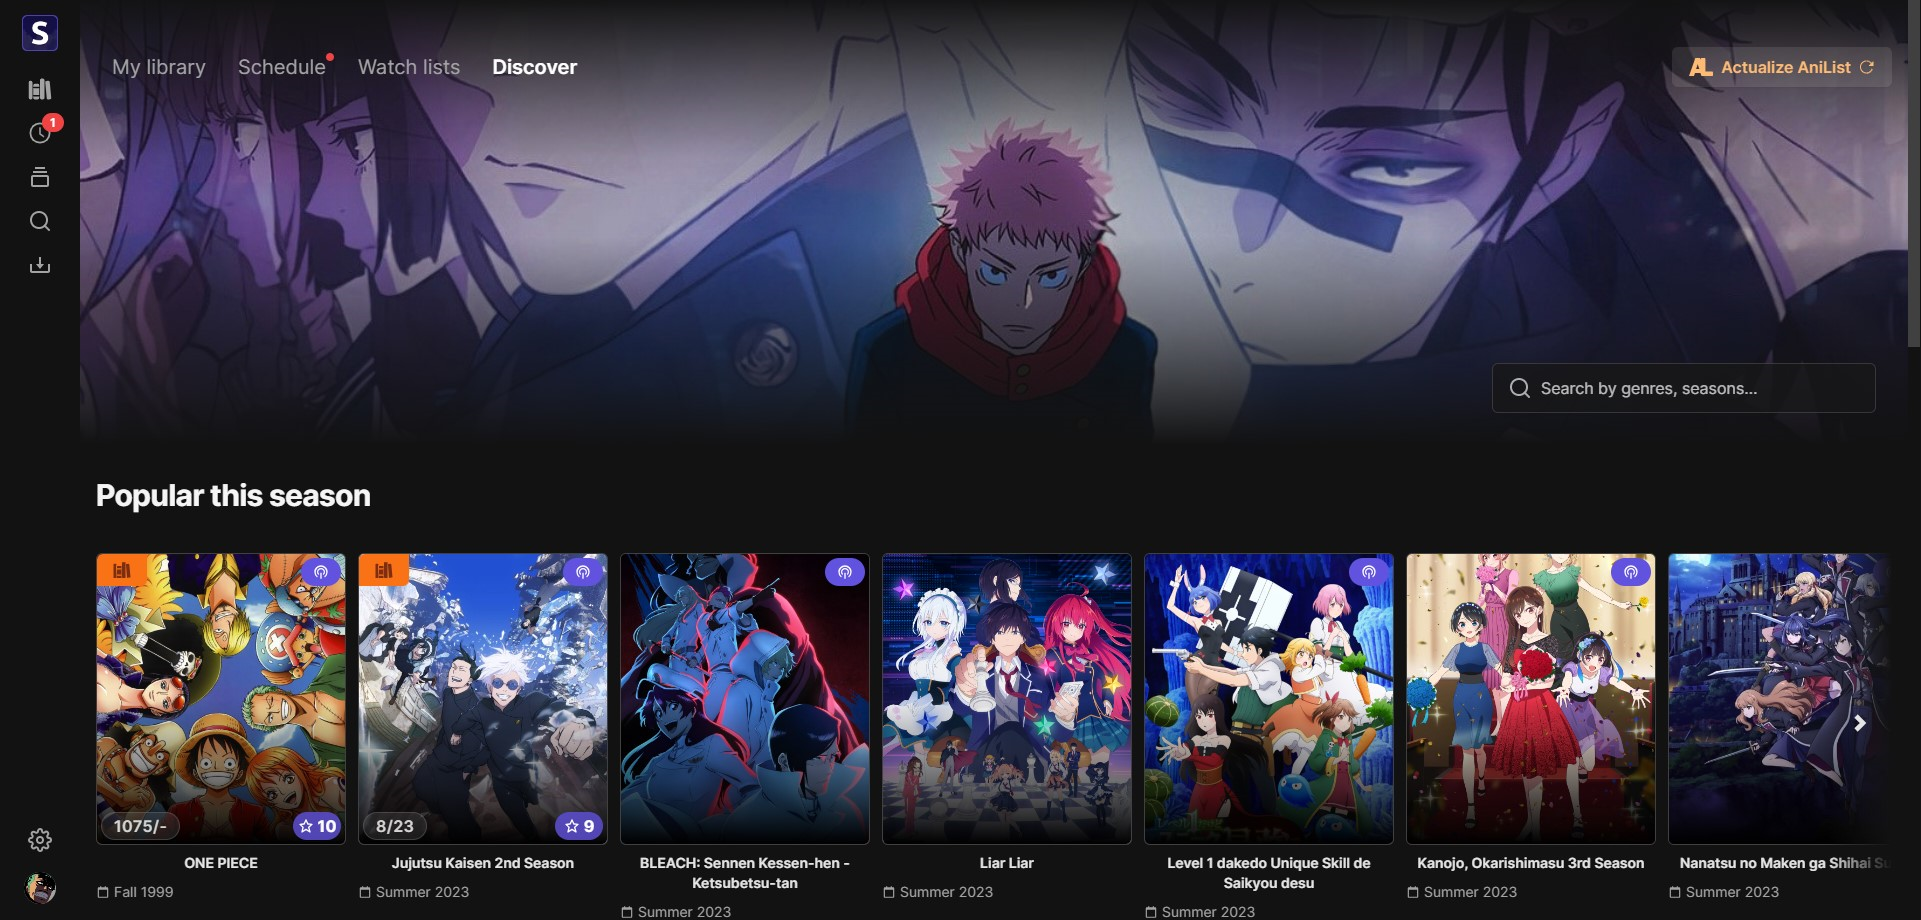 S
My library
Schedule
Watch lists
Discover
AL Actualize AniList
1
Search by genres, seasons...
Popular this season
1075/-
10
8/23
9
ONE PIECE
Fall 1999
Jujutsu Kaisen 2nd Season
Summer 2023
BLEACH: Sennen Kessen-hen -
Ketsubetsu-tan
Summer 2023
Liar Liar
Summer 2023
Level 1 dakedo Unique Skill de
Saikyou desu
Summer 2023
Kanojo, Okarishimasu 3rd Season
Summer 2023
Nanatsu no Maken ga Shihai Su
Summer 2023